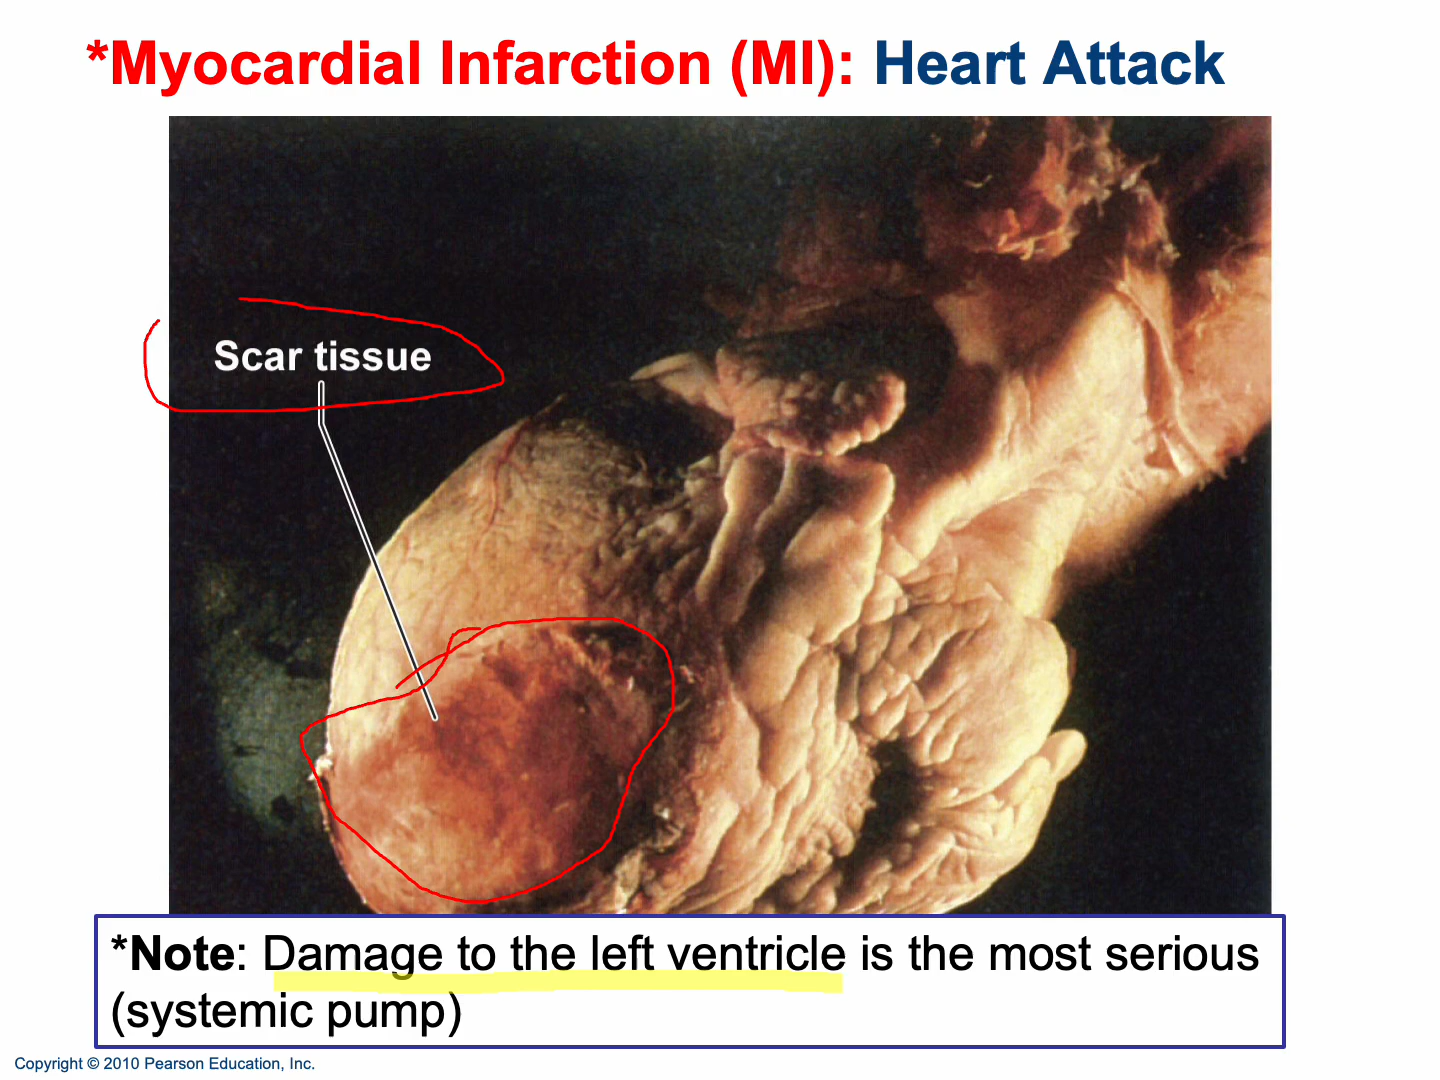 *Myocardial Infarction (MI): Heart Attack
Scar tissue
*Note: Damage to the left ventricle is the most serious
(systemic pump)
Copyright © 2010 Pearson Education, Inc.